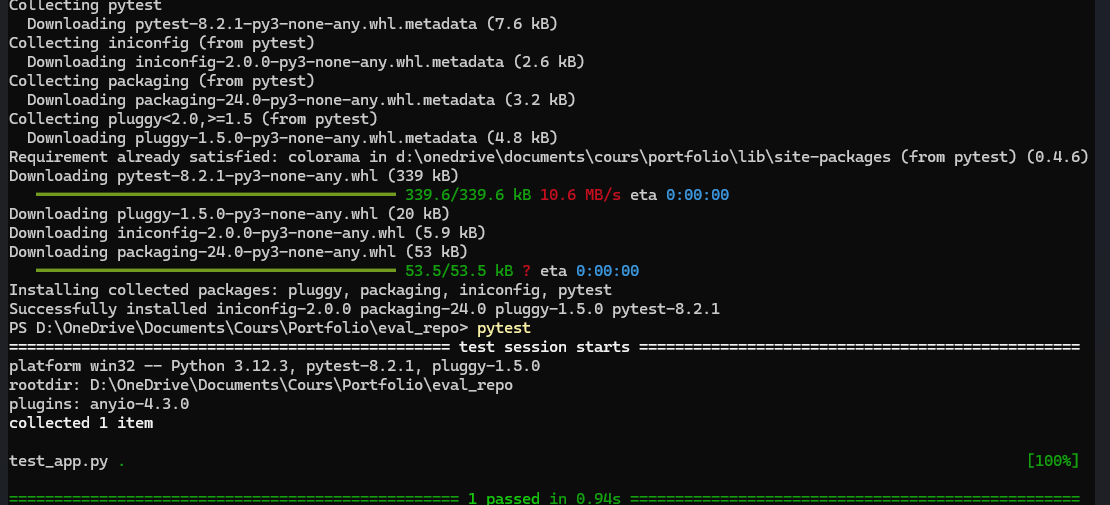 Collecting pytest
  Downloading pytest-8.2.1-py3-none-any.whl.metadata (7.6 kB)
Collecting iniconfig (from pytest)
  Downloading iniconfig-2.0.0-py3-none-any.whl.metadata (2.6 kB)
Collecting packaging (from pytest)
  Downloading packaging-24.0-py3-none-any.whl.metadata (3.2 kB)
Collecting pluggy<2.0,>=1.5 (from pytest)
  Downloading pluggy-1.5.0-py3-none-any.whl.metadata (4.8 kB)
Requirement already satisfied: colorama in d:\onedrive\documents\cours\portfolio\lib\site-packages (from pytest) (0.4.6)
Downloading pytest-8.2.1-py3-none-any.whl (339 kB)
   ━━━━━━━━━━━━━━━━━━━━━━━━━━━━━━━━━━━━━━━━ 339.6/339.6 kB 10.6 MB/s eta 0:00:00
Downloading pluggy-1.5.0-py3-none-any.whl (20 kB)
Downloading iniconfig-2.0.0-py3-none-any.whl (5.9 kB)
Downloading packaging-24.0-py3-none-any.whl (53 kB)
   ━━━━━━━━━━━━━━━━━━━━━━━━━━━━━━━━━━━━━━━━ 53.5/53.5 kB ? eta 0:00:00
Installing collected packages: pluggy, packaging, iniconfig, pytest
Successfully installed iniconfig-2.0.0 packaging-24.0 pluggy-1.5.0 pytest-8.2.1
PS D:\OneDrive\Documents\Cours\Portfolio\eval_repo> pytest
================================================= test session starts =================================================
platform win32 -- Python 3.12.3, pytest-8.2.1, pluggy-1.5.0
rootdir: D:\OneDrive\Documents\Cours\Portfolio\eval_repo
plugins: anyio-4.3.0
collected 1 item
test_app.py . [100%]
================================================== 1 passed in 0.94s ==================================================